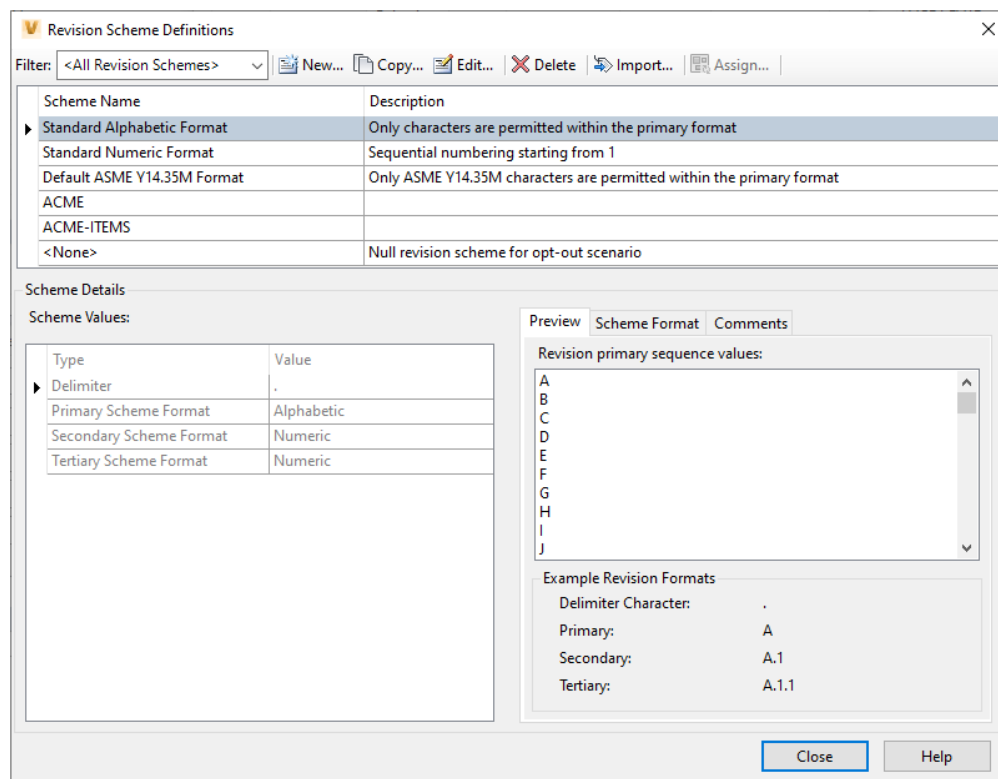 Revision Scheme Definitions
Filter: <All Revision Schemes> New... Copy... Edit... Delete Import... Assign...
Scheme Name Description
Standard Alphabetic Format Only characters are permitted within the primary format
Standard Numeric Format Sequential numbering starting from 1
Default ASME Y14.35M Format Only ASME Y14.35M characters are permitted within the primary format
ACME
ACME-ITEMS
<None> Null revision scheme for opt-out scenario
Scheme Details
Scheme Values:
Type Value
Delimiter .
Primary Scheme Format Alphabetic
Secondary Scheme Format Numeric
Tertiary Scheme Format Numeric
Preview Scheme Format Comments
Revision primary sequence values:
A
B
C
D
E
F
G
H
I
J
Example Revision Formats
Delimiter Character: .
Primary: A
Secondary: A.1
Tertiary: A.1.1
Close Help